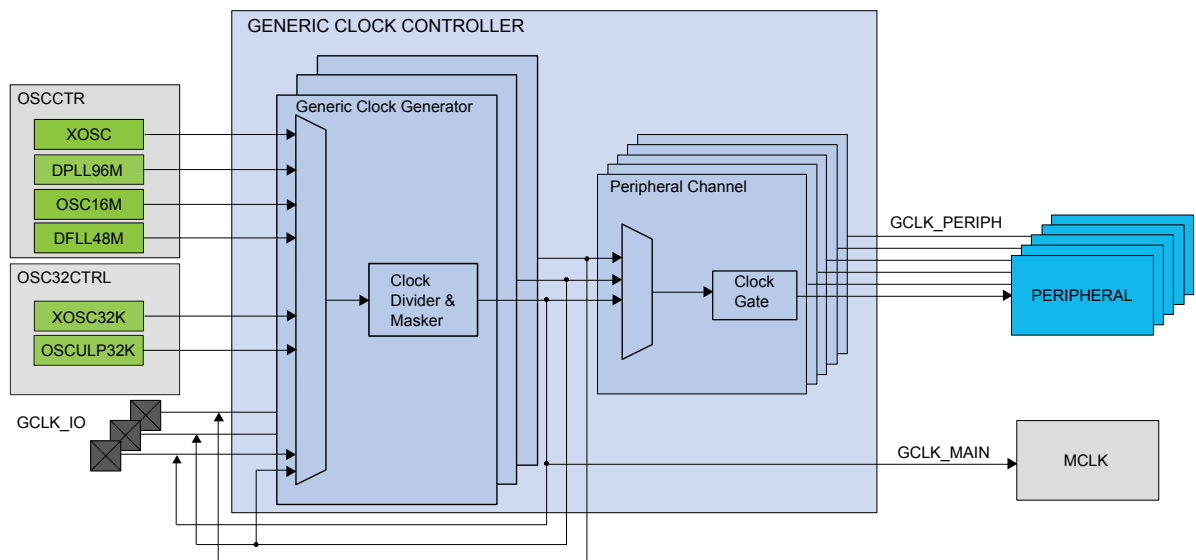 GENERIC CLOCK CONTROLLER
OSCCTR
XOSC
DPLL96M
OSC16M
DFLL48M
OSC32CTRL
XOSC32K
OSCULP32K
GCLK_IO
Generic Clock Generator
Clock
Divider &
Masker
Peripheral Channel
Clock
Gate
GCLK_PERIPH
PERIPHERAL
GCLK_MAIN
MCLK